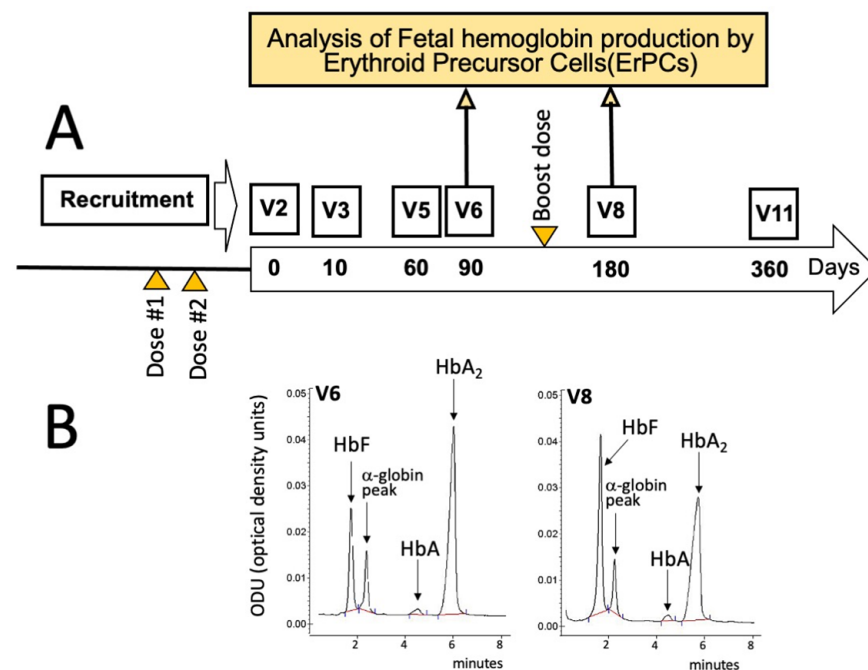 Analysis of Fetal hemoglobin production by
Erythroid Precursor Cells(ErPCs)
A
Recruitment
V2
V3
V5
V6
Boost dose
V8
V11
0
10
60
90
180
360
Days
Dose #1
Dose #2
B
ODU (optical density units)
V6
0.05
0.04
0.03
0.02
0.01
0.00
HbF
α-globin
peak
HbA
HbA2
2
4
6
8
minutes
V8
0.05
0.04
0.03
0.02
0.01
0.00
HbF
α-globin
peak
HbA
HbA2
2
4
6
8
minutes